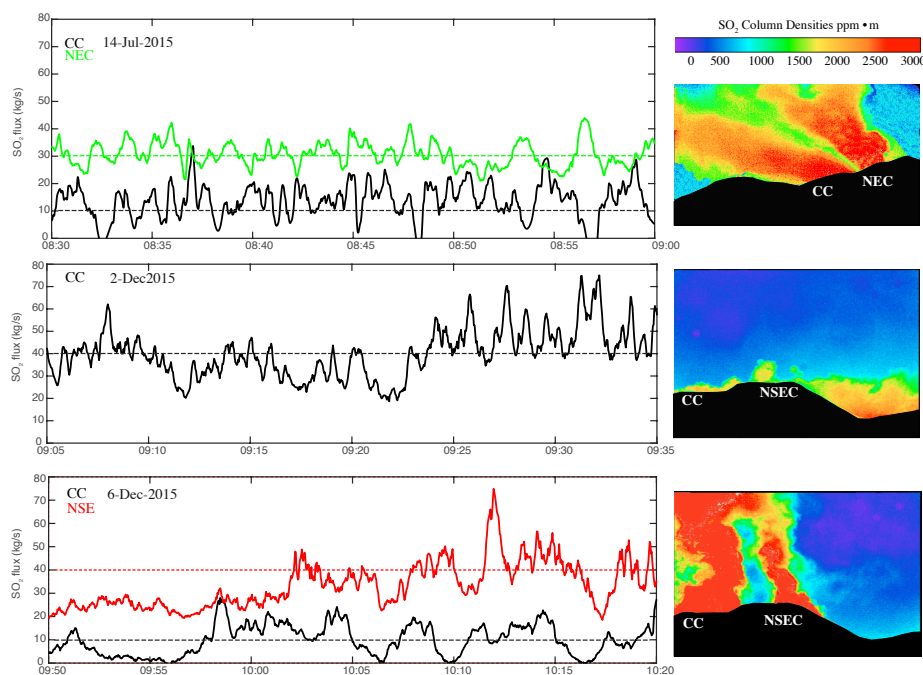 CC 14-Jul-2015
NEC
SO2 flux (kg/s)
80
70
60
50
40
30
20
10
0
08:30 08:35 08:40 08:45 08:50 08:55 09:00
SO2 Column Densities ppm • m
0 500 1000 1500 2000 2500 3000
CC NEC
CC 2-Dec2015
SO2 flux (kg/s)
80
70
60
50
40
30
20
10
0
09:05 09:10 09:15 09:20 09:25 09:30 09:35
CC NSEC
CC 6-Dec-2015
NSE
SO2 flux (kg/s)
80
70
60
50
40
30
20
10
0
09:50 09:55 10:00 10:05 10:10 10:15 10:20
CC NSEC